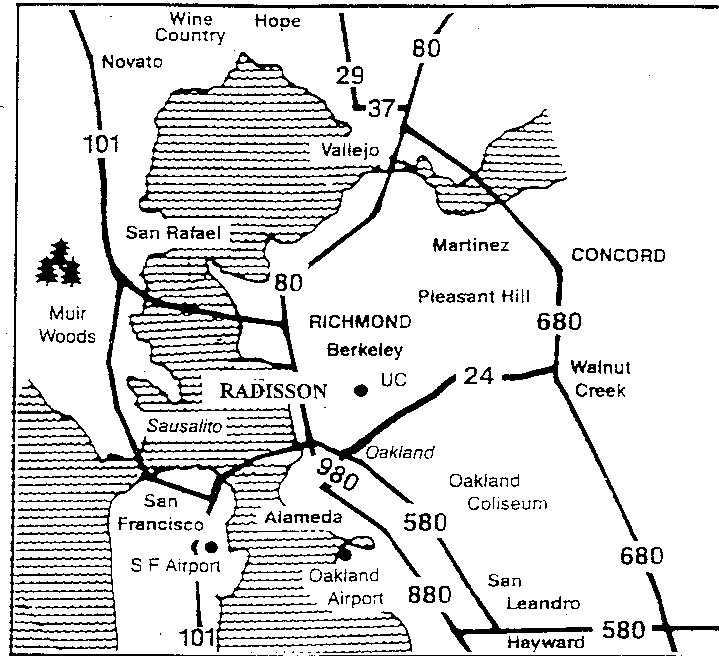 Wine
Country
Hope
80
Novato
29
37
101
Vallejo
San Rafael
Martinez
CONCORD
80
Pleasant Hill
Muir
Woods
RICHMOND
680
Berkeley
RADISSON
UC
24
Walnut
Creek
Sausalito
Oakland
980
Oakland
Coliseum
San
Francisco
Alameda
580
S F Airport
Oakland
Airport
880
San
Leandro
680
101
Hayward
580